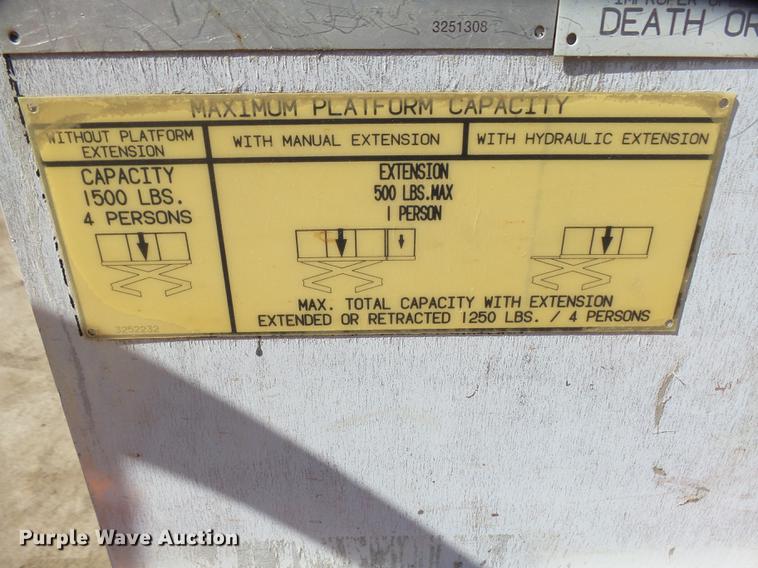 3251308
IMPROPER
DEATH OR
MAXIMUM PLATFORM CAPACITY
WITHOUT PLATFORM
EXTENSION
WITH MANUAL EXTENSION
WITH HYDRAULIC EXTENSION
CAPACITY
1500 LBS.
4 PERSONS
EXTENSION
500 LBS.MAX
1 PERSON
MAX. TOTAL CAPACITY WITH EXTENSION
EXTENDED OR RETRACTED 1250 LBS. / 4 PERSONS
3252232
Purple Wave Auction